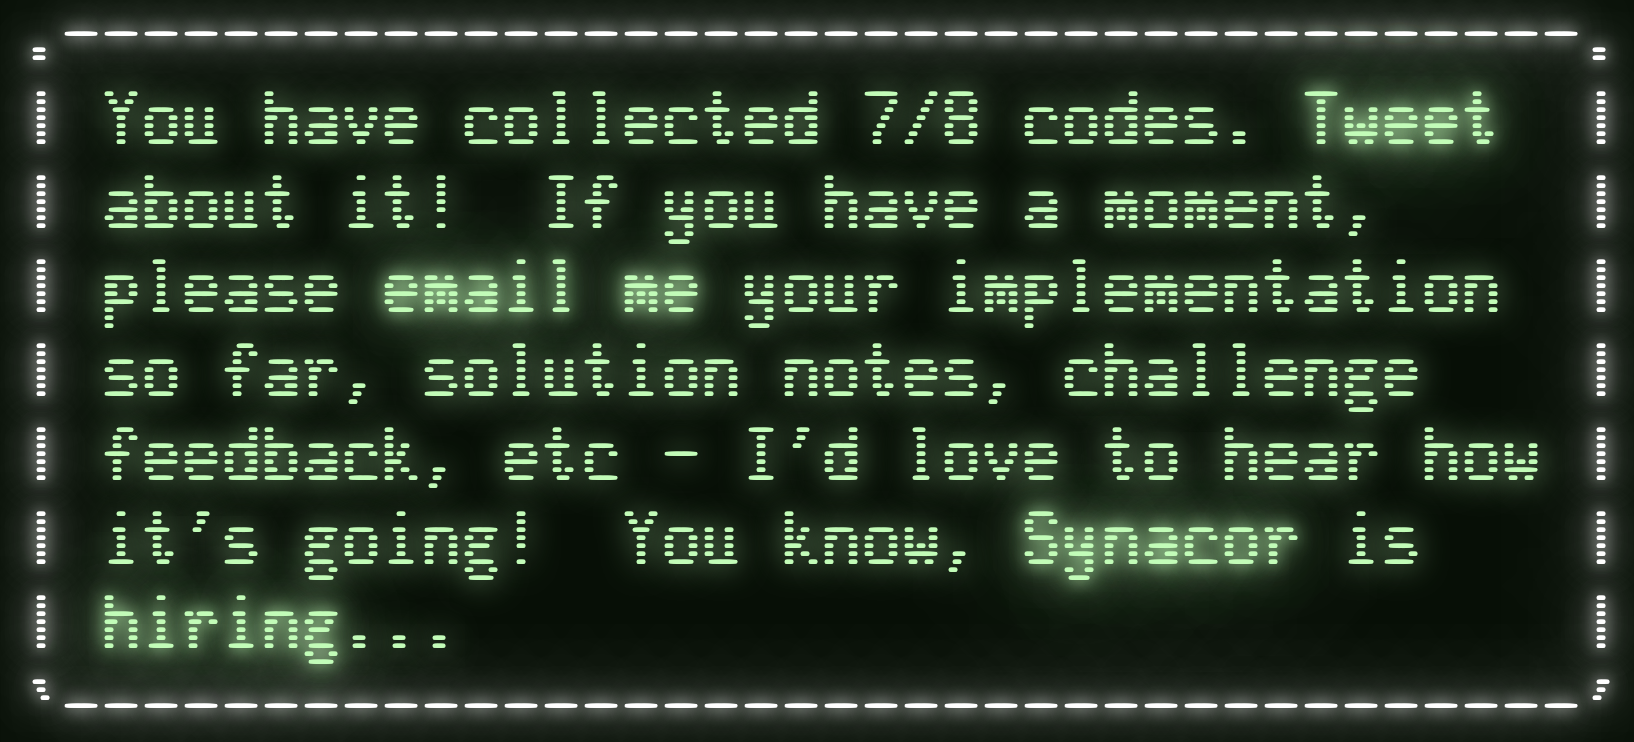 You have collected 7/8 codes. Tweet
about it!  If you have a moment,
please email me your implementation
so far, solution notes, challenge
feedback, etc - I'd love to hear how
it's going!  You know, Synacor is
hiring...